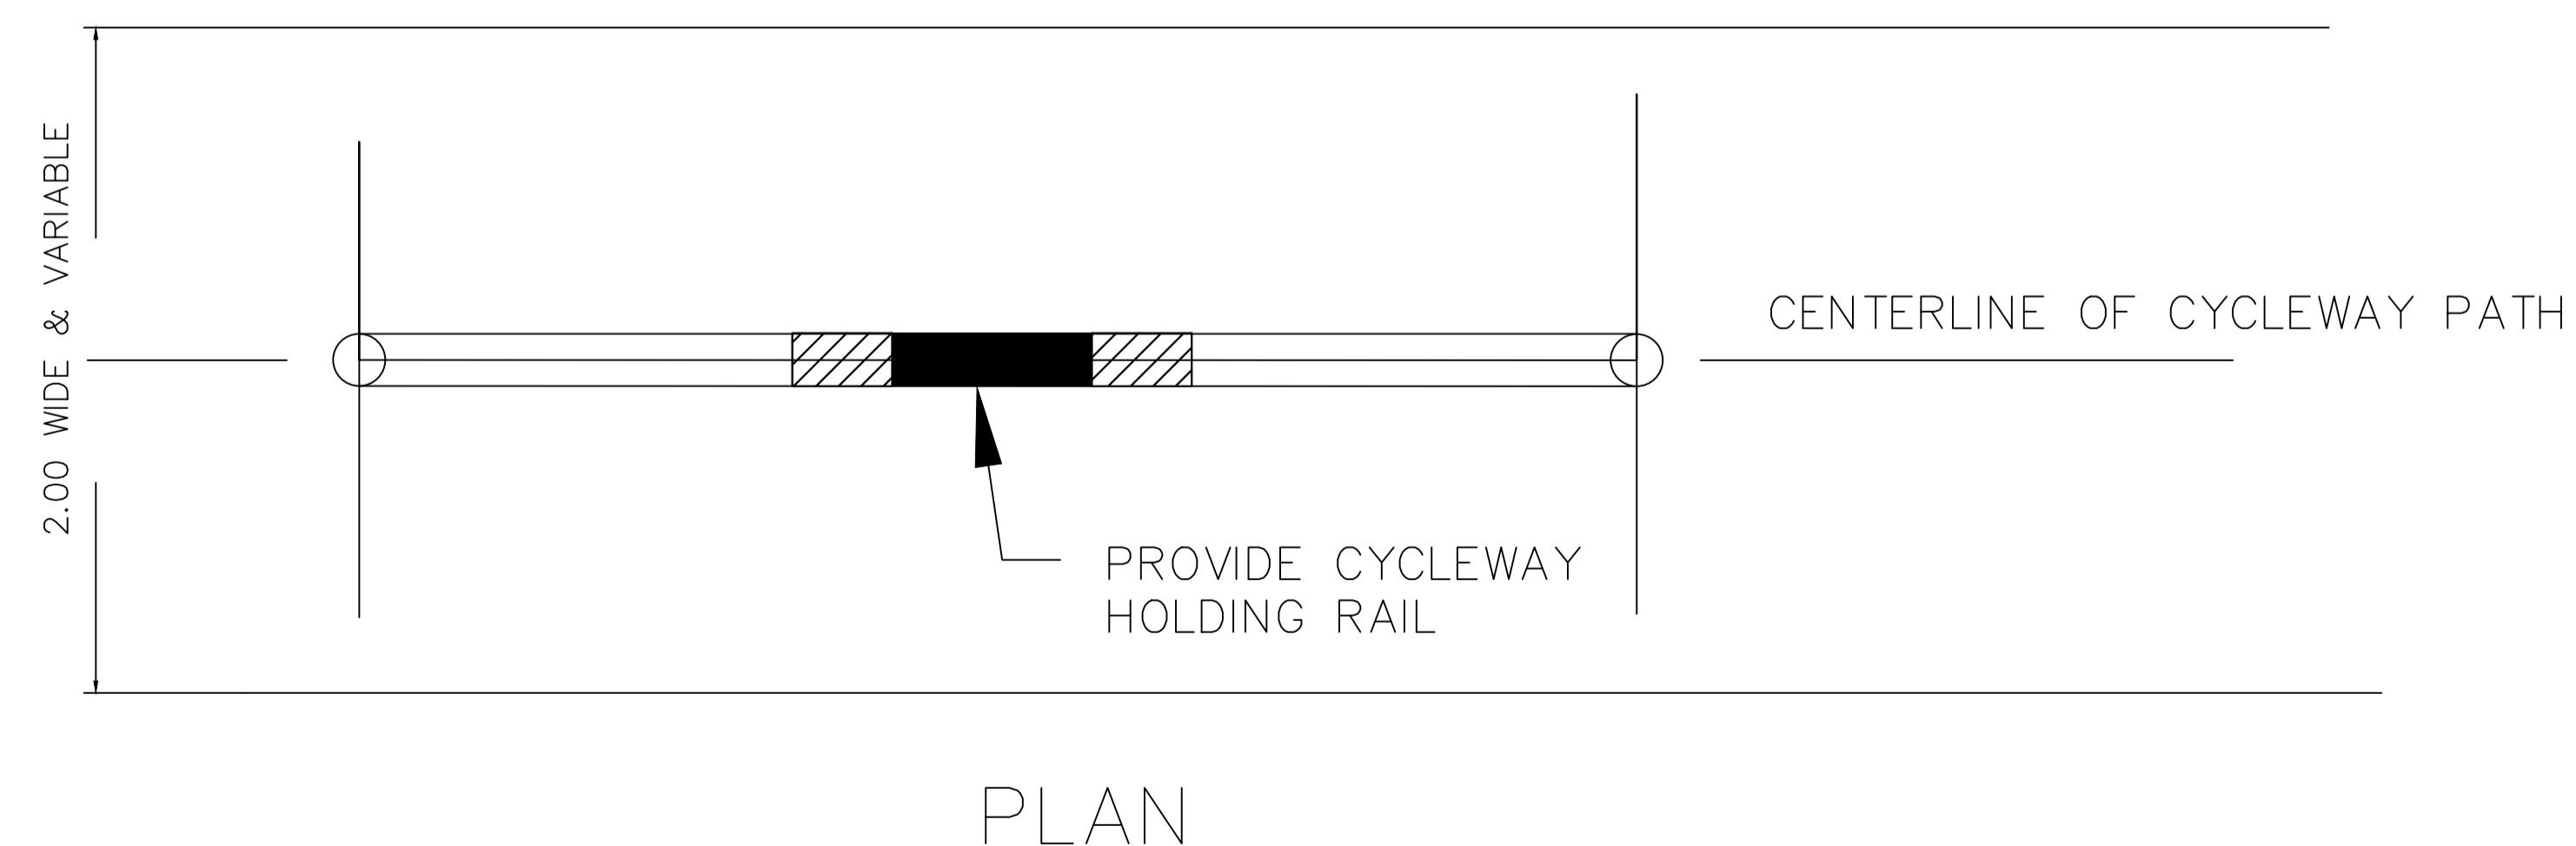 2.00 WIDE & VARIABLE
CENTERLINE OF CYCLEWAY PATH
PROVIDE CYCLEWAY
HOLDING RAIL
PLAN